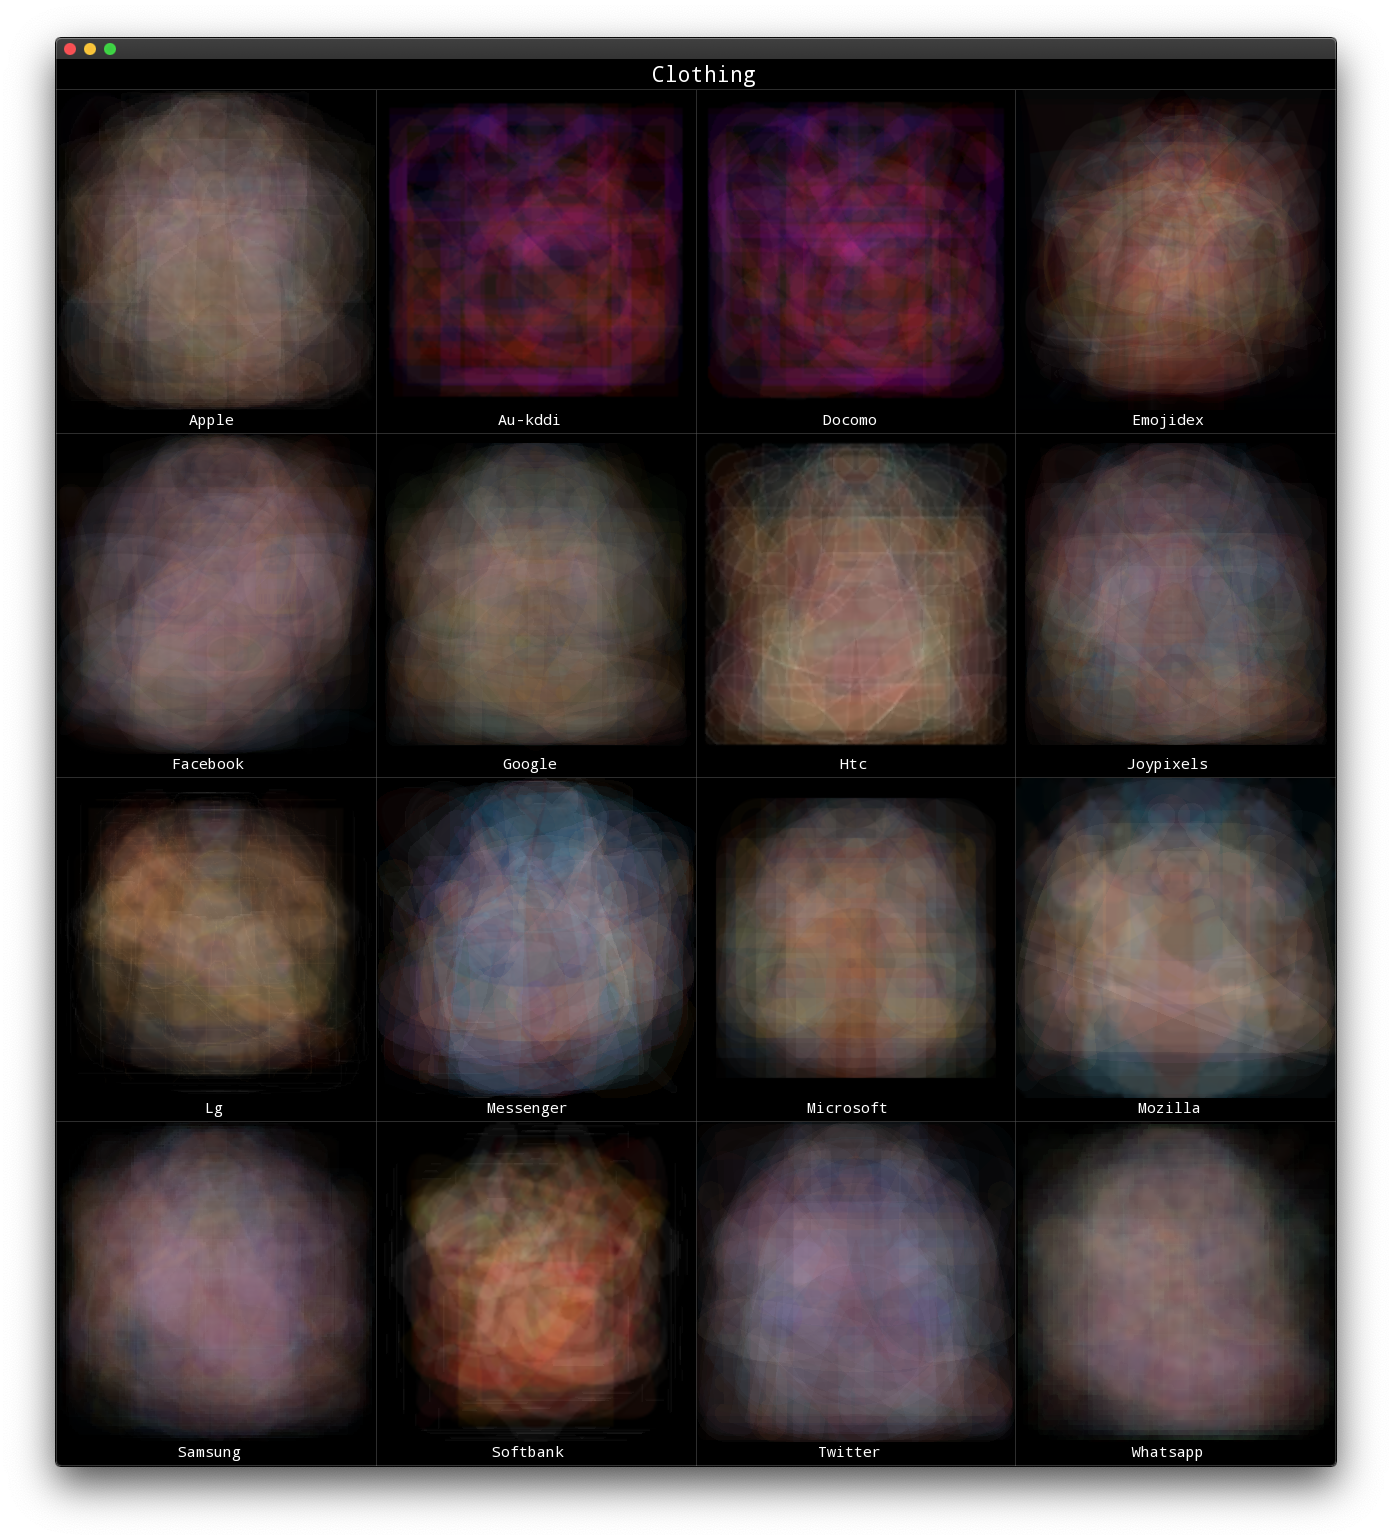 Clothing
Apple
Au-kddi
Docomo
Emojidex
Facebook
Google
Htc
Joypixels
Lg
Messenger
Microsoft
Mozilla
Samsung
Softbank
Twitter
Whatsapp